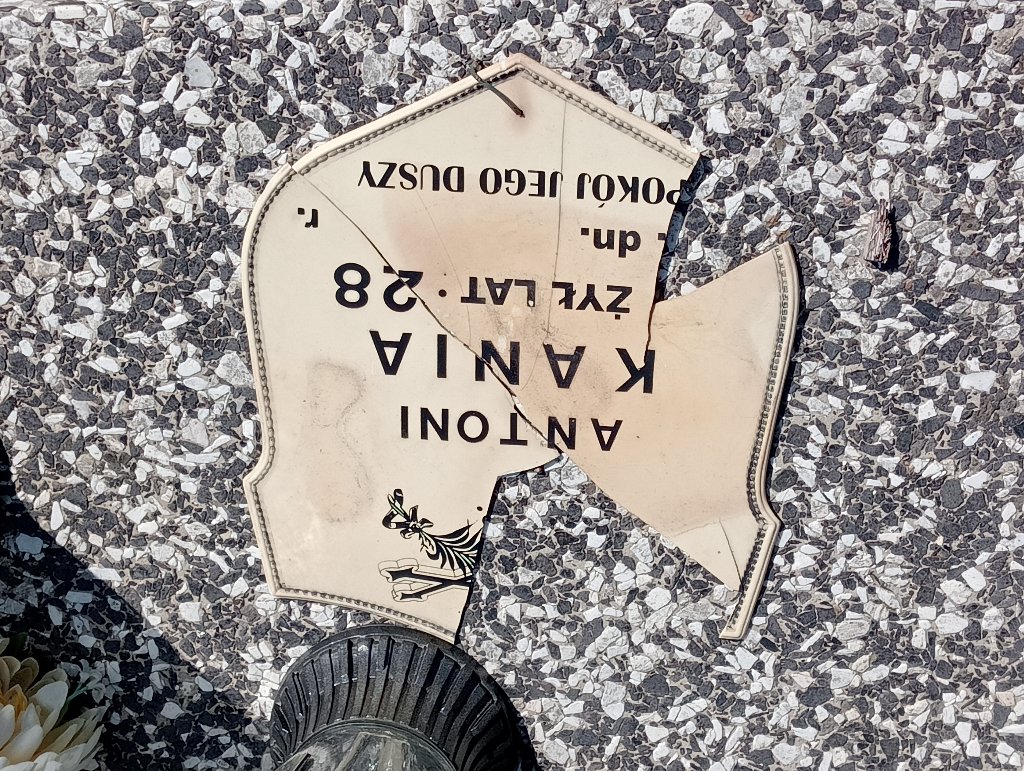 ANTONI
KANIA
ŻYŁ LAT 28
. dn. r.
POKÓJ JEGO DUSZY